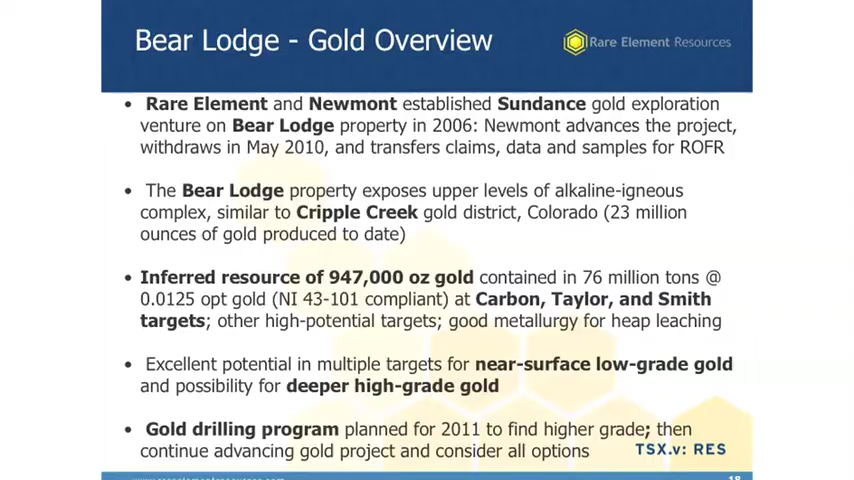 Bear Lodge - Gold Overview
Rare Element Resources
• Rare Element and Newmont established Sundance gold exploration
venture on Bear Lodge property in 2006: Newmont advances the project,
withdraws in May 2010, and transfers claims, data and samples for ROFR
• The Bear Lodge property exposes upper levels of alkaline-igneous
complex, similar to Cripple Creek gold district, Colorado (23 million
ounces of gold produced to date)
• Inferred resource of 947,000 oz gold contained in 76 million tons @
0.0125 opt gold (NI 43-101 compliant) at Carbon, Taylor, and Smith
targets; other high-potential targets; good metallurgy for heap leaching
• Excellent potential in multiple targets for near-surface low-grade gold
and possibility for deeper high-grade gold
• Gold drilling program planned for 2011 to find higher grade; then
continue advancing gold project and consider all options
TSX.v: RES